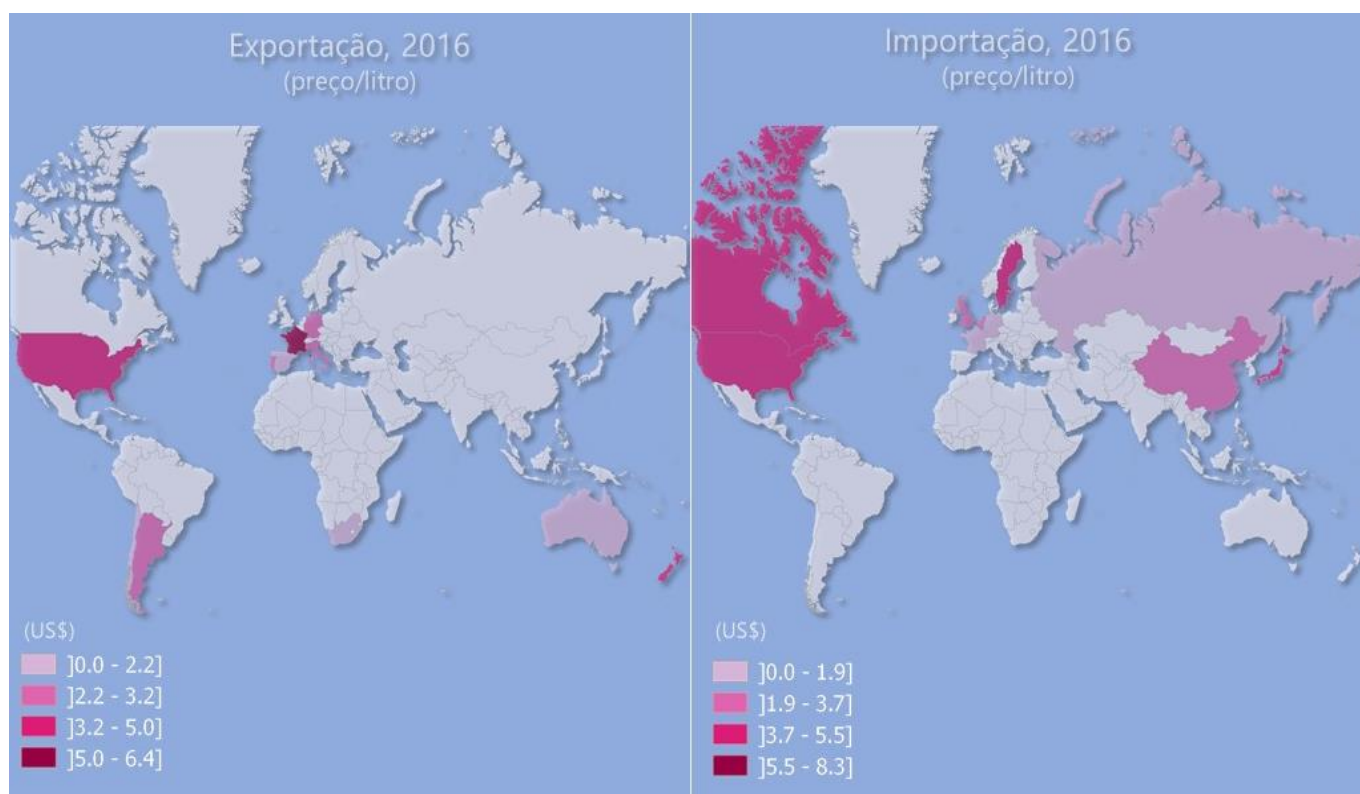 Exportação, 2016
(preço/litro)
(US$)
]0.0 - 2.2]
]2.2 - 3.2]
]3.2 - 5.0]
]5.0 - 6.4]
Importação, 2016
(preço/litro)
(US$)
]0.0 - 1.9]
]1.9 - 3.7]
]3.7 - 5.5]
]5.5 - 8.3]